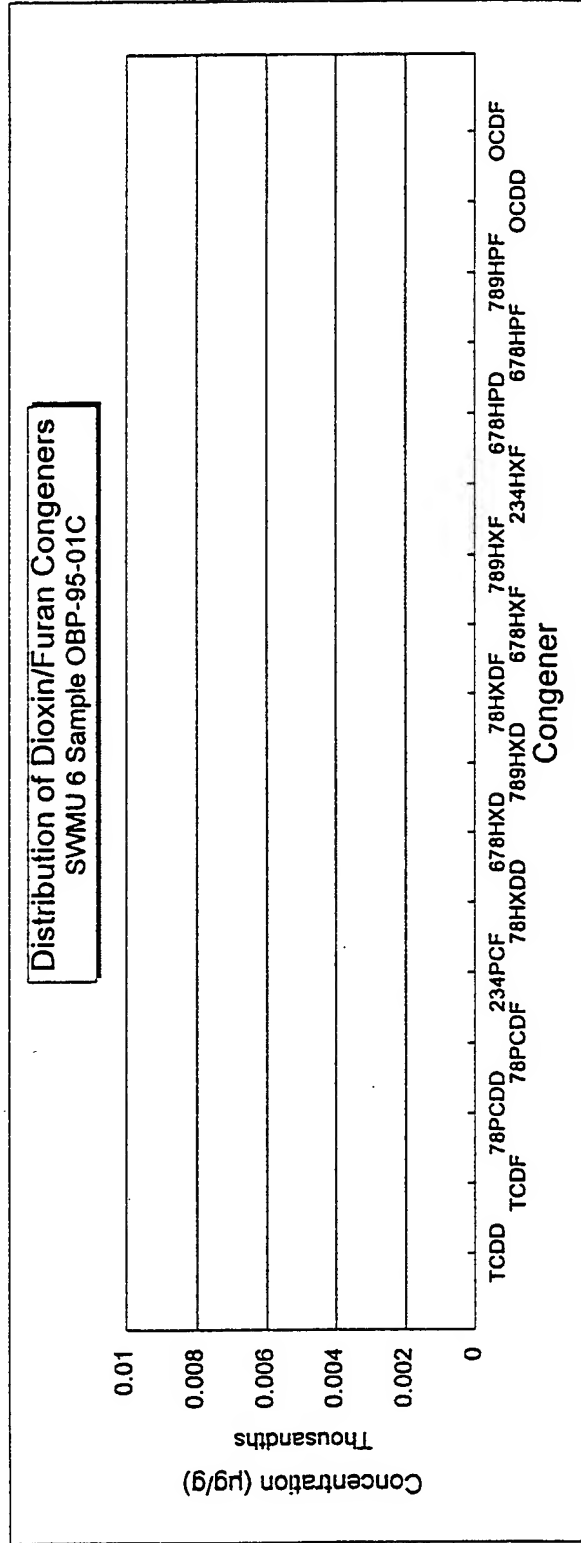 Distribution of Dioxin/Furan Congeners
SWMU 6 Sample OBP-95-01C
Concentration (µg/g)
Thousandths
0.01
0.008
0.006
0.004
0.002
0
TCDD
TCDF
78PCDD
78PCDF
234PCF
78HXDD
678HXD
789HXD
78HXDF
678HXF
789HXF
234HXF
678HPD
678HPF
789HPF
OCDD
OCDF
Congener